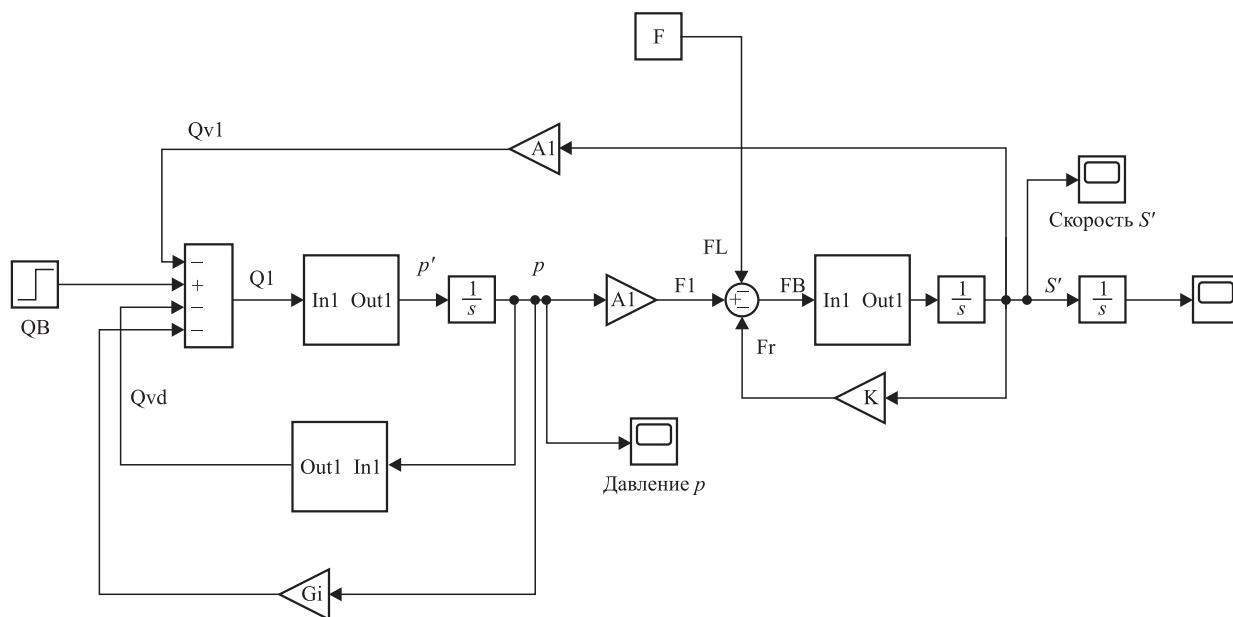 F
Qv1
A1
Скорость S′
FL
−
+
−
−
Q1
In1 Out1
p′
1
s
p
A1
F1
+
−
−
FB
In1 Out1
1
s
S′
1
s
QB
Fr
K
Qvd
Out1 In1
Давление p
Gi